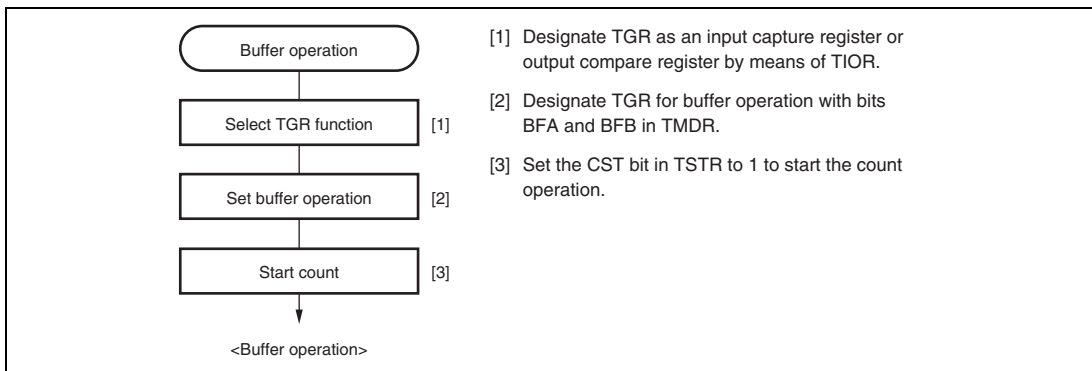 Buffer operation
Select TGR function [1]
Set buffer operation [2]
Start count [3]
<Buffer operation>
[1] Designate TGR as an input capture register or
output compare register by means of TIOR.
[2] Designate TGR for buffer operation with bits
BFA and BFB in TMDR.
[3] Set the CST bit in TSTR to 1 to start the count
operation.